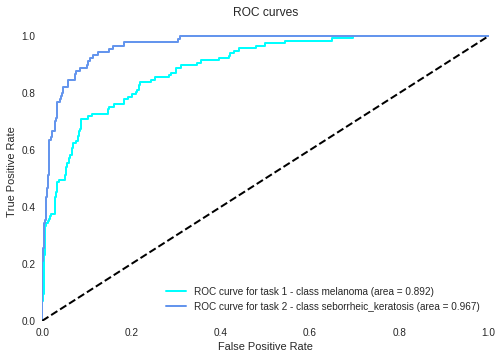 ROC curves
1.0
0.8
0.6
0.4
0.2
0.0
True Positive Rate
ROC curve for task 1 - class melanoma (area = 0.892)
ROC curve for task 2 - class seborrheic_keratosis (area = 0.967)
0.0 0.2 0.4 0.6 0.8 1.0
False Positive Rate